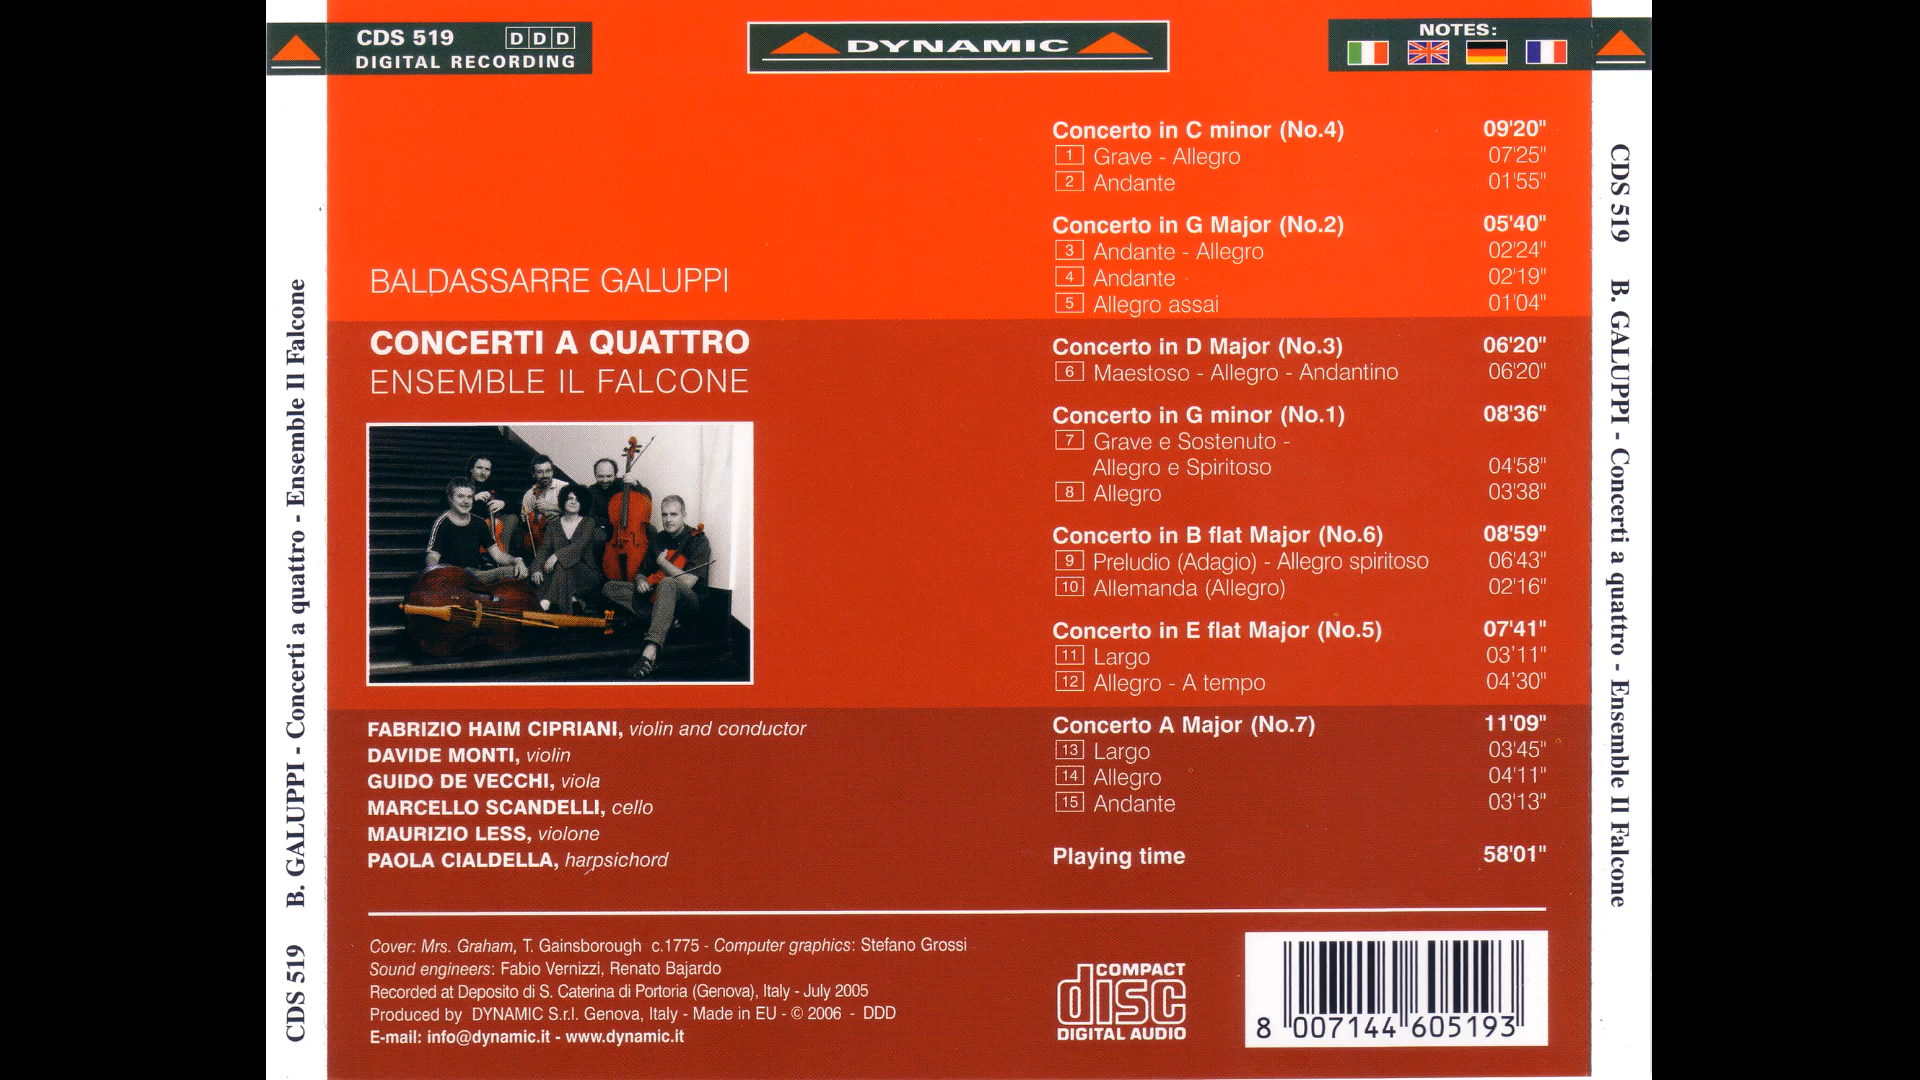 CDS 519 DDD
DIGITAL RECORDING
DYNAMIC
NOTES:
BALDASSARRE GALUPPI
CONCERTI A QUATTRO
ENSEMBLE IL FALCONE
FABRIZIO HAIM CIPRIANI, violin and conductor
DAVIDE MONTI, violin
GUIDO DE VECCHI, viola
MARCELLO SCANDELLI, cello
MAURIZIO LESS, violone
PAOLA CIALDELLA, harpsichord
Concerto in C minor (No.4) 09'20"
1 Grave - Allegro 07'25"
2 Andante 01'55"
Concerto in G Major (No.2) 05'40"
3 Andante - Allegro 02'24"
4 Andante 02'19"
5 Allegro assai 01'04"
Concerto in D Major (No.3) 06'20"
6 Maestoso - Allegro - Andantino 06'20"
Concerto in G minor (No.1) 08'36"
7 Grave e Sostenuto -
Allegro e Spiritoso 04'58"
8 Allegro 03'38"
Concerto in B flat Major (No.6) 08'59"
9 Preludio (Adagio) - Allegro spiritoso 06'43"
10 Allemanda (Allegro) 02'16"
Concerto in E flat Major (No.5) 07'41"
11 Largo 03'11"
12 Allegro - A tempo 04'30"
Concerto A Major (No.7) 11'09"
13 Largo 03'45"
14 Allegro 04'11"
15 Andante 03'13"
Playing time 58'01"
Cover: Mrs. Graham, T. Gainsborough c.1775 - Computer graphics: Stefano Grossi
Sound engineers: Fabio Vernizzi, Renato Bajardo
Recorded at Deposito di S. Caterina di Portoria (Genova), Italy - July 2005
Produced by DYNAMIC S.r.l. Genova, Italy - Made in EU - © 2006 - DDD
E-mail: info@dynamic.it - www.dynamic.it
COMPACT
disc
DIGITAL AUDIO
8 007144 605193
CDS 519 B. GALUPPI - Concerti a quattro - Ensemble Il Falcone
CDS 519 B. GALUPPI - Concerti a quattro - Ensemble Il Falcone